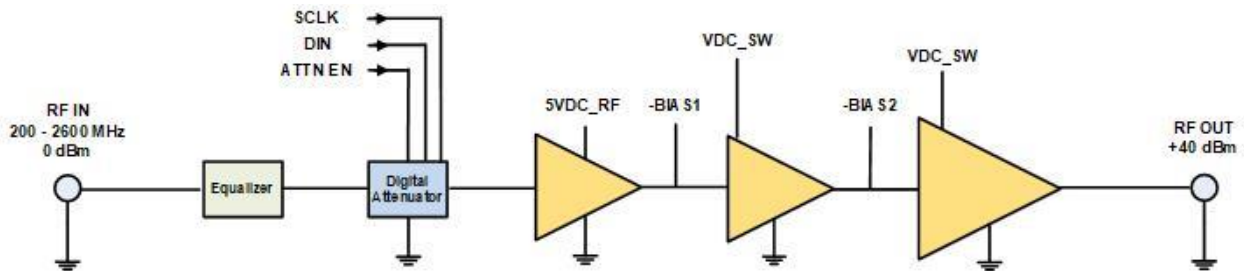 SCLK
DIN
ATTN EN
VDC_SW
VDC_SW
RF IN
200 - 2600 MHz
0 dBm
5VDC_RF
-BIAS1
-BIAS2
RF OUT
+40 dBm
Equalizer
Digital
Attenuator